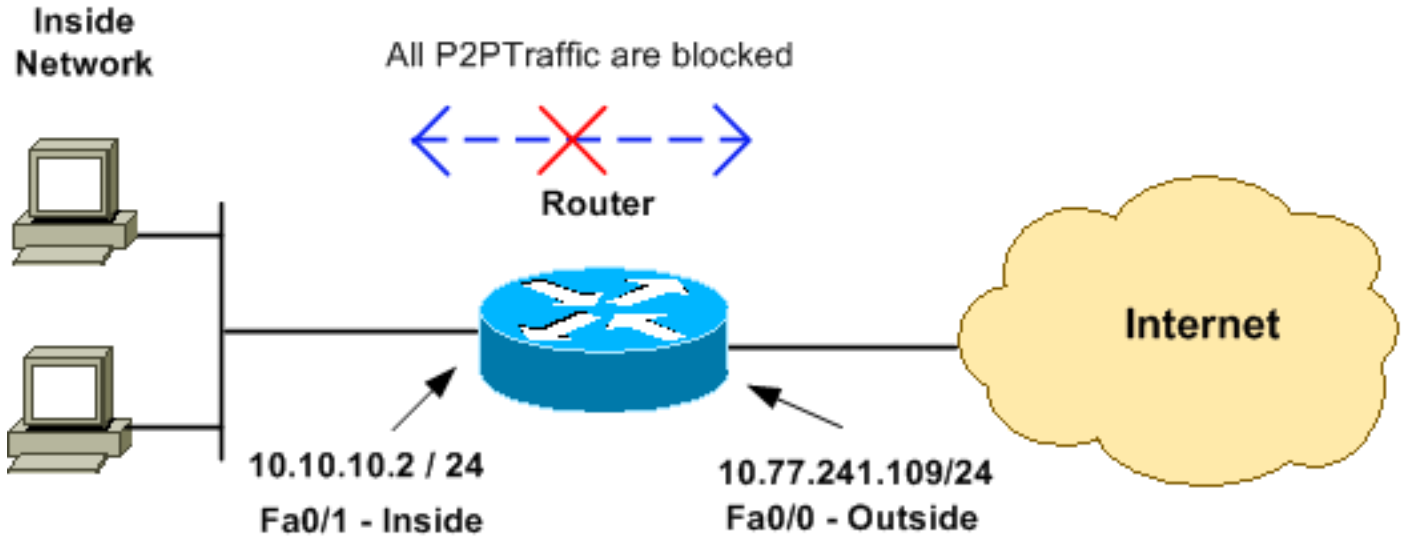 Inside
Network
All P2PTraffic are blocked
Router
Internet
10.10.10.2 / 24
Fa0/1 - Inside
10.77.241.109/24
Fa0/0 - Outside